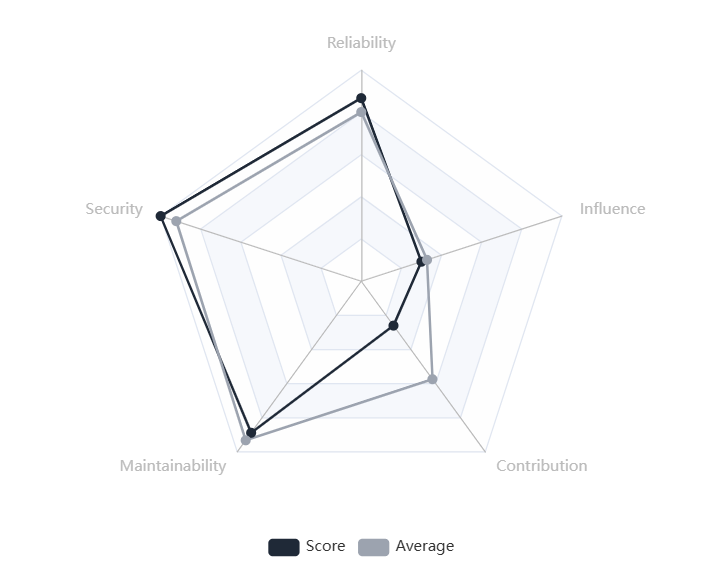 Reliability
Security
Influence
Maintainability
Contribution
Score
Average